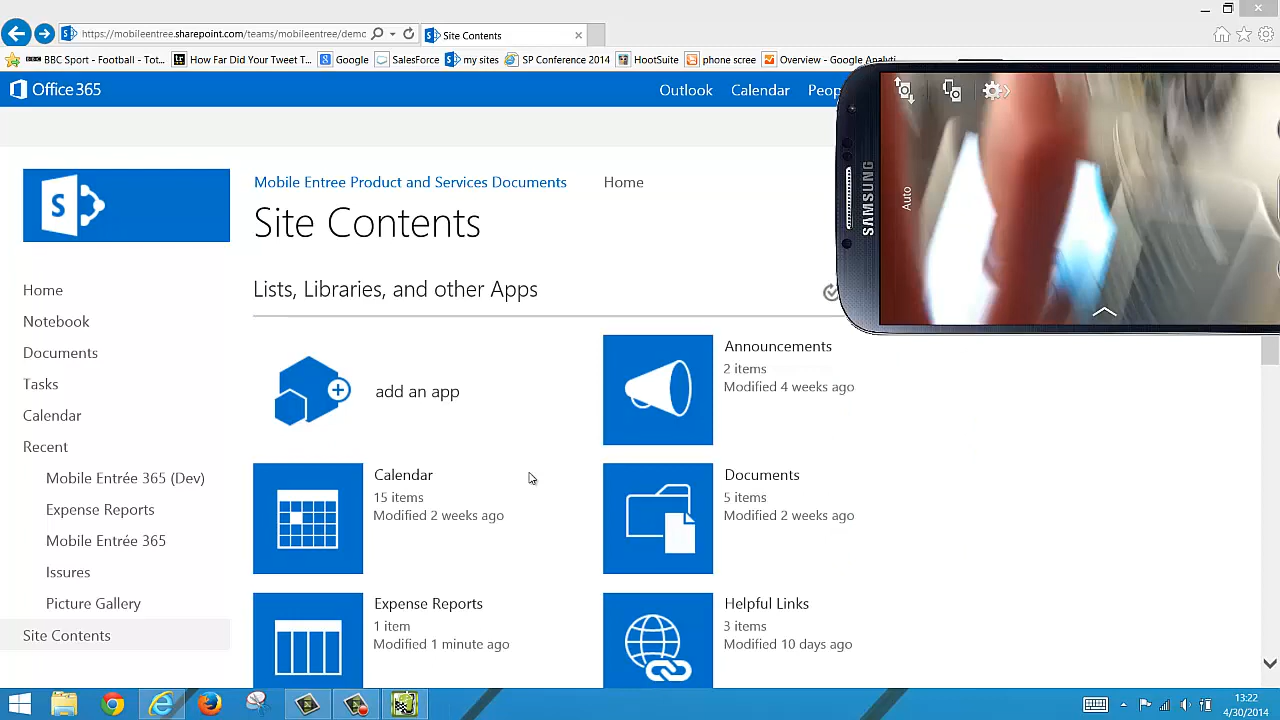 https://mobileentree.sharepoint.com/teams/mobileentree/demo
Site Contents
BBC Sport - Football - Tot...
How Far Did Your Tweet T...
Google
SalesForce
my sites
SP Conference 2014
HootSuite
phone scree
Overview - Google Analyti
Office 365
Outlook
Calendar
Peop
Auto
SAMSUNG
Mobile Entree Product and Services Documents
Home
Site Contents
Home
Notebook
Documents
Tasks
Calendar
Recent
Mobile Entrée 365 (Dev)
Expense Reports
Mobile Entrée 365
Issures
Picture Gallery
Site Contents
Lists, Libraries, and other Apps
add an app
Announcements
2 items
Modified 4 weeks ago
Calendar
15 items
Modified 2 weeks ago
Documents
5 items
Modified 2 weeks ago
Expense Reports
1 item
Modified 1 minute ago
Helpful Links
3 items
Modified 10 days ago
13:22
4/30/2014